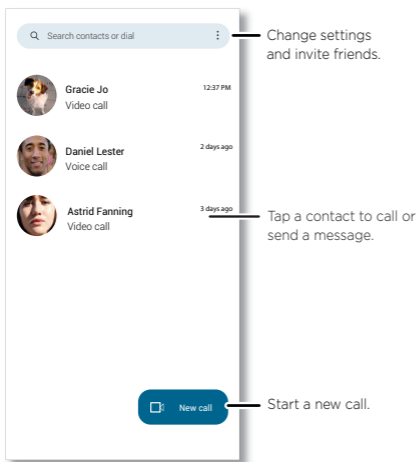 Search contacts or dial
Change settings
and invite friends.
Gracie Jo
12:37 PM
Video call
Daniel Lester
2 days ago
Voice call
Astrid Fanning
3 days ago
Video call
Tap a contact to call or
send a message.
New call
Start a new call.